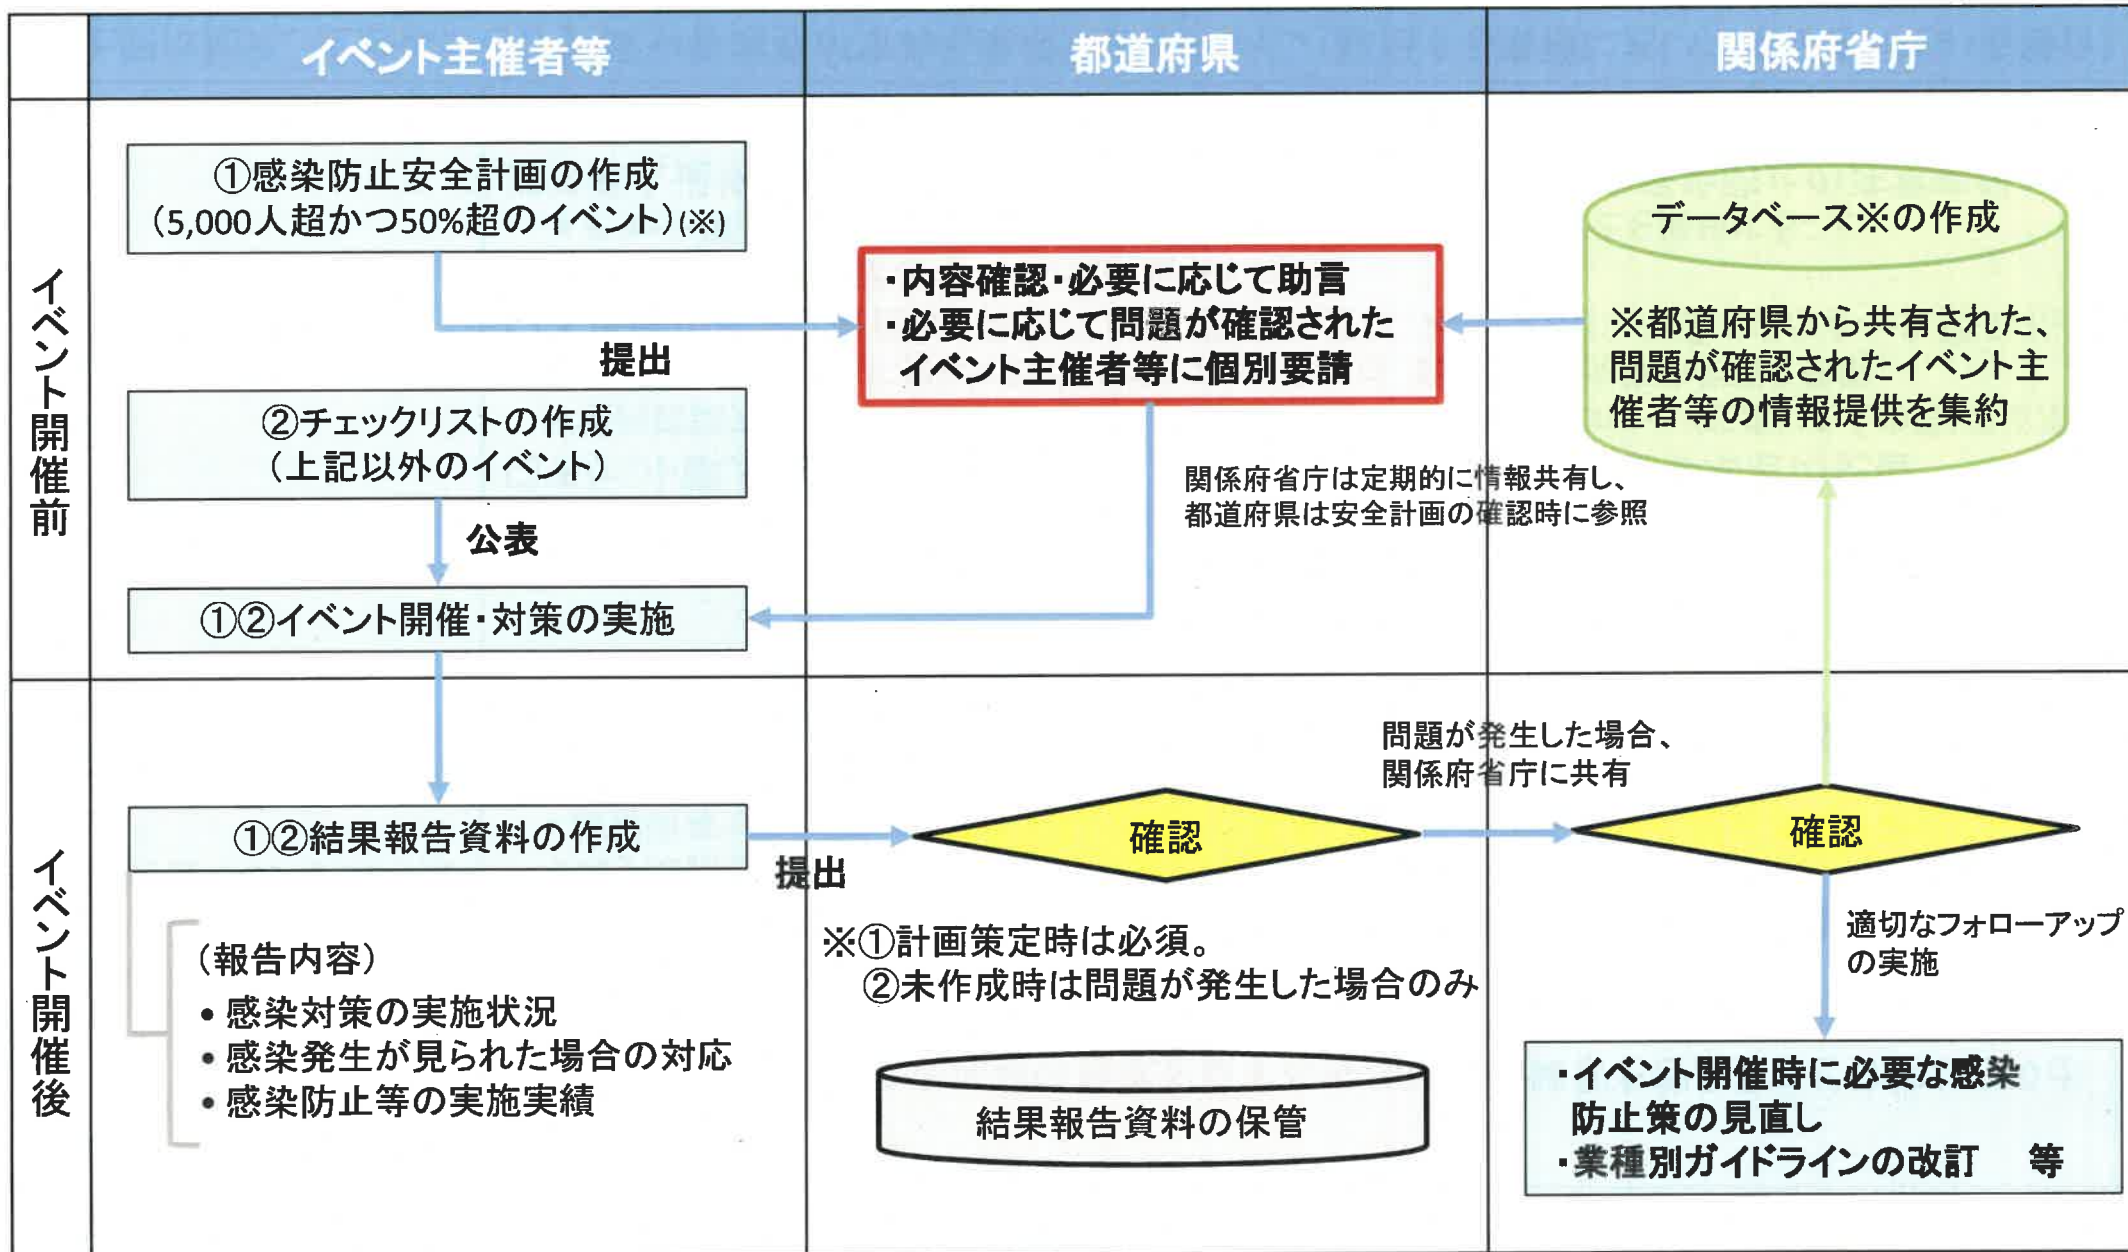 イベント主催者等
都道府県
関係府省庁
イベント開催前
①感染防止安全計画の作成
(5,000人超かつ50%超のイベント)(※)
提出
②チェックリストの作成
(上記以外のイベント)
公表
①②イベント開催・対策の実施
・内容確認・必要に応じて助言
・必要に応じて問題が確認された
イベント主催者等に個別要請
関係府省庁は定期的に情報共有し、
都道府県は安全計画の確認時に参照
データベース※の作成
※都道府県から共有された、
問題が確認されたイベント主
催者等の情報提供を集約
イベント開催後
①②結果報告資料の作成
提出
(報告内容)
• 感染対策の実施状況
• 感染発生が見られた場合の対応
• 感染防止等の実施実績
確認
※①計画策定時は必須。
②未作成時は問題が発生した場合のみ
結果報告資料の保管
問題が発生した場合、
関係府省庁に共有
確認
適切なフォローアップ
の実施
・イベント開催時に必要な感染
防止策の見直し
・業種別ガイドラインの改訂 等